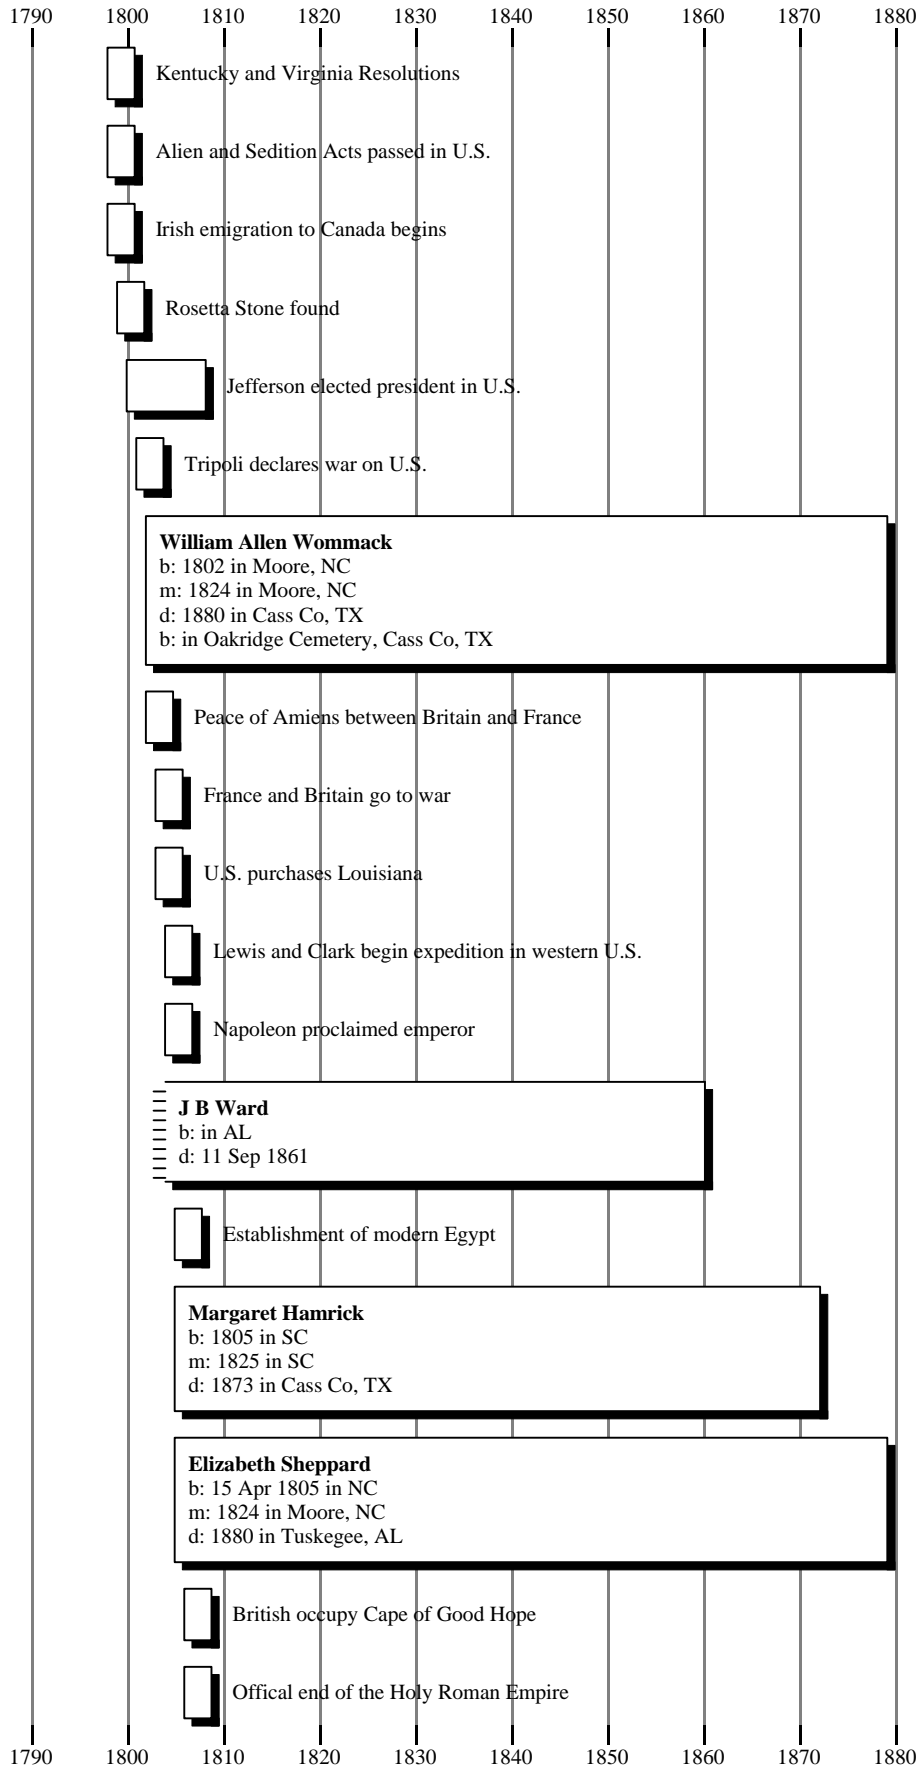 1790 1800 1810 1820 1830 1840 1850 1860 1870 1880
Kentucky and Virginia Resolutions
Alien and Sedition Acts passed in U.S.
Irish emigration to Canada begins
Rosetta Stone found
Jefferson elected president in U.S.
Tripoli declares war on U.S.
William Allen Wommack
b: 1802 in Moore, NC
m: 1824 in Moore, NC
d: 1880 in Cass Co, TX
b: in Oakridge Cemetery, Cass Co, TX
Peace of Amiens between Britain and France
France and Britain go to war
U.S. purchases Louisiana
Lewis and Clark begin expedition in western U.S.
Napoleon proclaimed emperor
J B Ward
b: in AL
d: 11 Sep 1861
Establishment of modern Egypt
Margaret Hamrick
b: 1805 in SC
m: 1825 in SC
d: 1873 in Cass Co, TX
Elizabeth Sheppard
b: 15 Apr 1805 in NC
m: 1824 in Moore, NC
d: 1880 in Tuskegee, AL
British occupy Cape of Good Hope
Offical end of the Holy Roman Empire
1790 1800 1810 1820 1830 1840 1850 1860 1870 1880